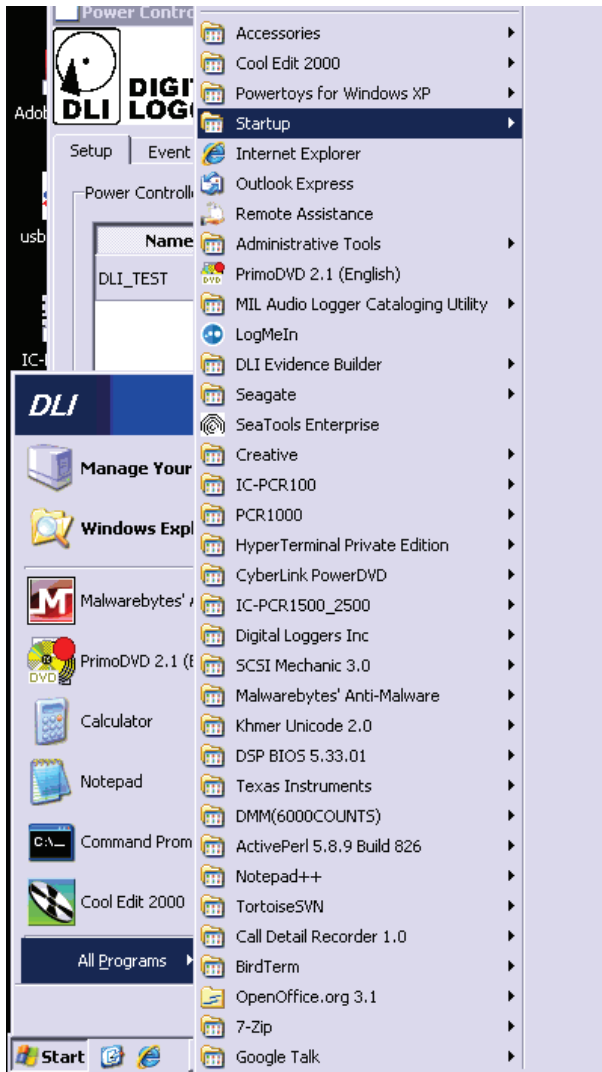 Power Contro
DLI
DIGI
LOG
Adob
Setup
Event
Power Controlle
usb
Name
DLI_TEST
IC-
DLI
Manage Your
Windows Expl
Malwarebytes'
PrimoDVD 2.1 (E
Calculator
Notepad
Command Prom
Cool Edit 2000
All Programs
Start
Accessories
Cool Edit 2000
Powertoys for Windows XP
Startup
Internet Explorer
Outlook Express
Remote Assistance
Administrative Tools
PrimoDVD 2.1 (English)
MIL Audio Logger Cataloging Utility
LogMeIn
DLI Evidence Builder
Seagate
SeaTools Enterprise
Creative
IC-PCR100
PCR1000
HyperTerminal Private Edition
CyberLink PowerDVD
IC-PCR1500_2500
Digital Loggers Inc
SCSI Mechanic 3.0
Malwarebytes' Anti-Malware
Khmer Unicode 2.0
DSP BIOS 5.33.01
Texas Instruments
DMM(6000COUNTS)
ActivePerl 5.8.9 Build 826
Notepad++
TortoiseSVN
Call Detail Recorder 1.0
BirdTerm
OpenOffice.org 3.1
7-Zip
Google Talk